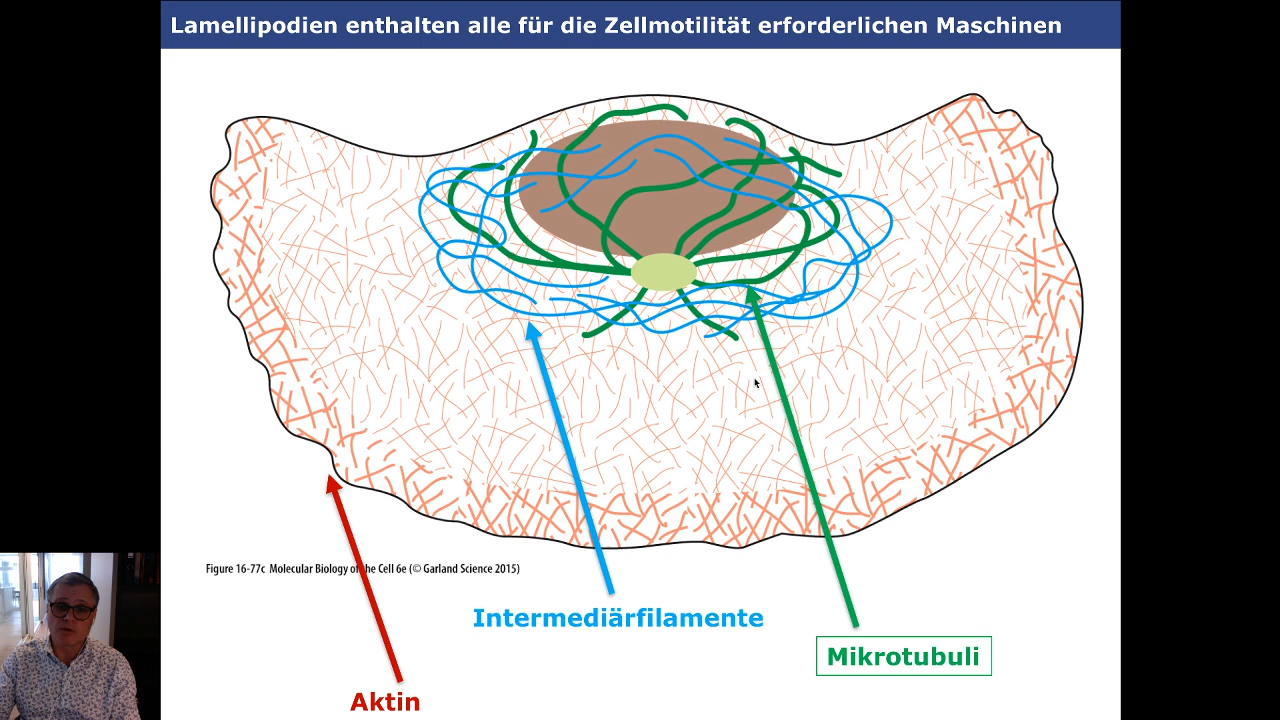 Lamellipodien enthalten alle für die Zellmotilität erforderlichen Maschinen
Figure 16-77c Molecular Biology of the Cell 6e (© Garland Science 2015)
Intermediärfilamente
Mikrotubuli
Aktin